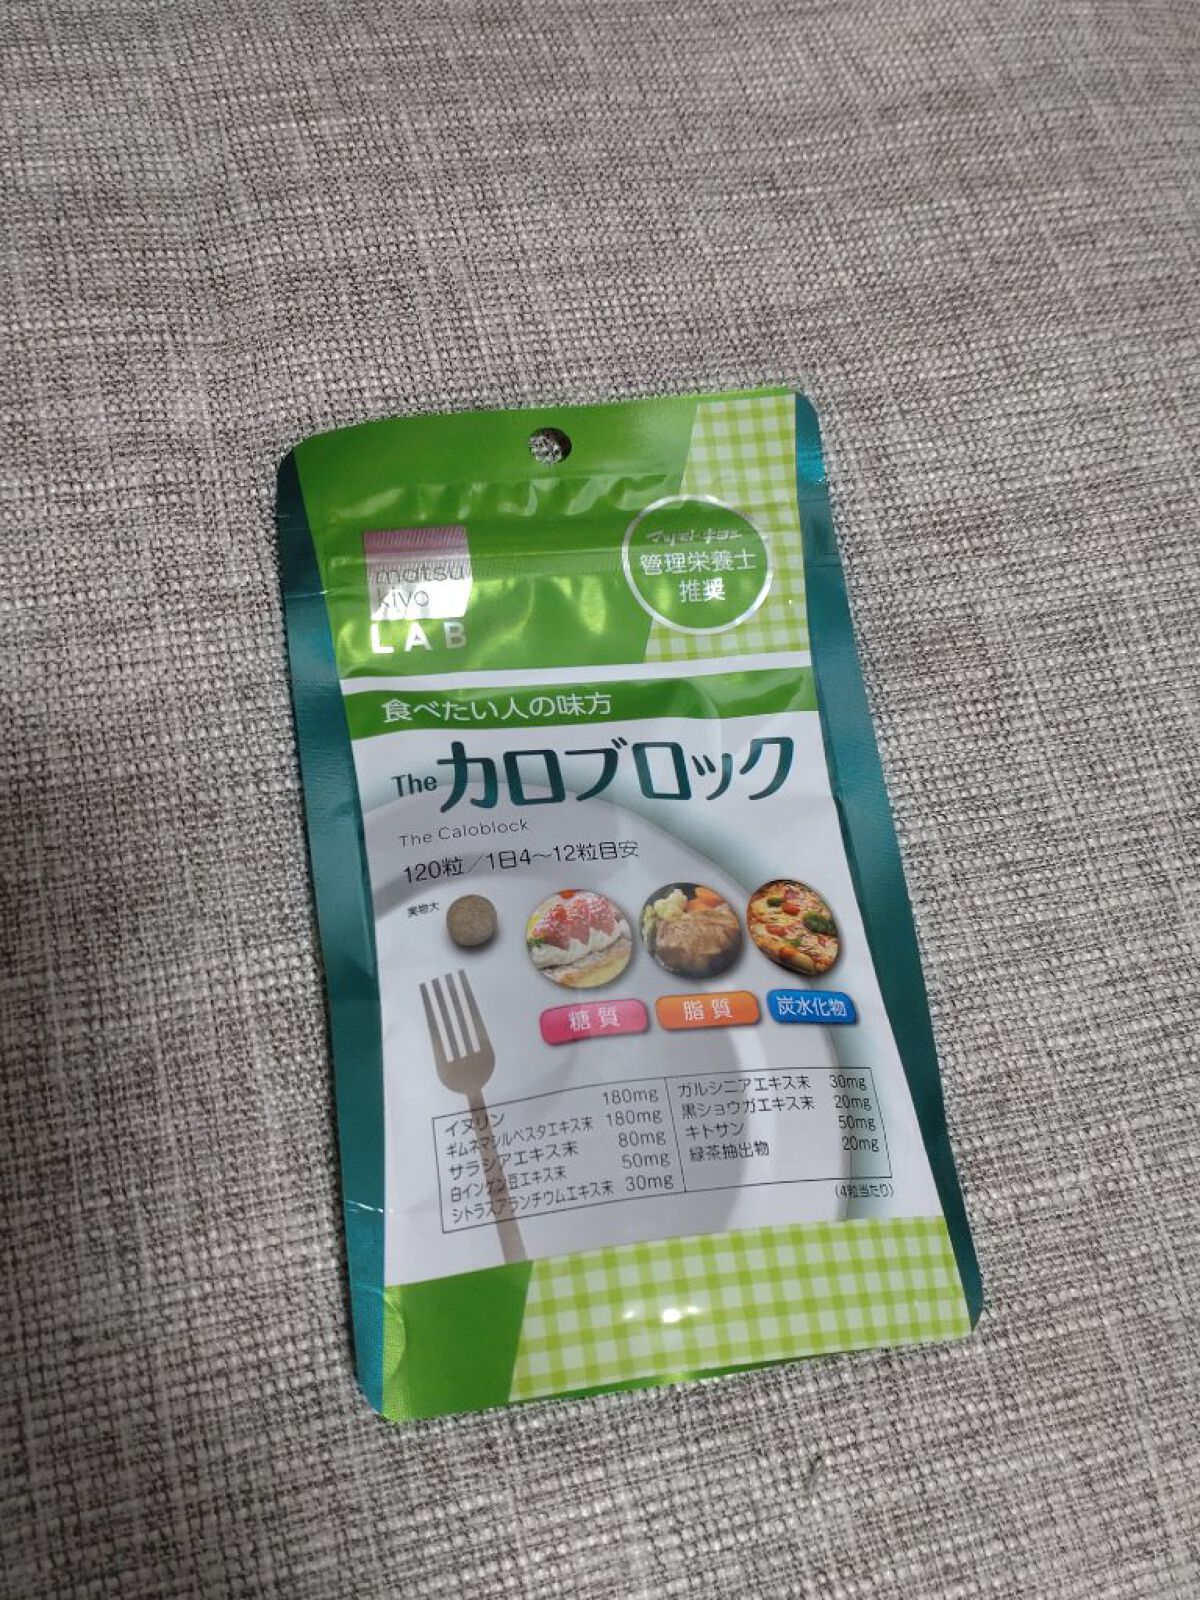 matsu
kiyo
LAB
マツモトキヨシ
管理栄養士
推奨
食べたい人の味方
The カロブロック
The Caloblock
120粒/1日4~12粒目安
実物大
糖質
脂質
炭水化物
イヌリン 180mg
ギムネマシルベスタエキス末 180mg
サラシアエキス末 80mg
白インゲン豆エキス末 50mg
シトラスアランチウムエキス末 30mg
ガルシニアエキス末 30mg
黒ショウガエキス末 20mg
キトサン 50mg
緑茶抽出物 20mg
(4粒当たり)